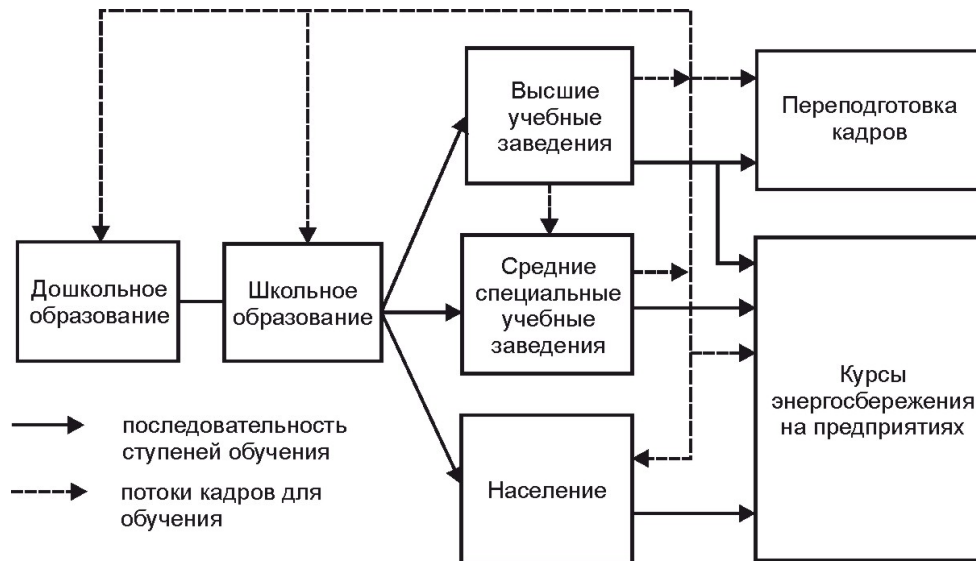 Высшие
учебные
заведения
Переподготовка
кадров
Дошкольное
образование
Школьное
образование
Средние
специальные
учебные
заведения
Курсы
энергосбережения
на предприятиях
Население
последовательность
ступеней обучения
потоки кадров для
обучения